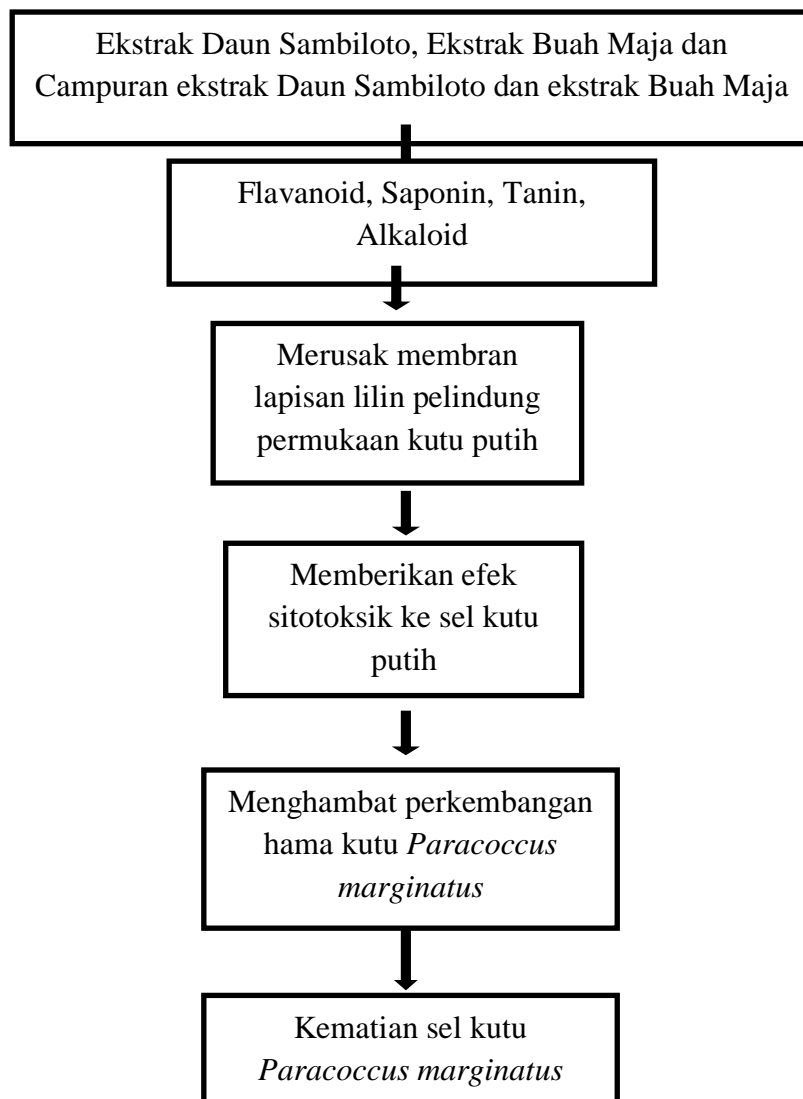 Ekstrak Daun Sambiloto, Ekstrak Buah Maja dan
Campuran ekstrak Daun Sambiloto dan ekstrak Buah Maja
Flavanoid, Saponin, Tanin,
Alkaloid
Merusak membran
lapisan lilin pelindung
permukaan kutu putih
Memberikan efek
sitotoksik ke sel kutu
putih
Menghambat perkembangan
hama kutu Paracoccus
marginatus
Kematian sel kutu
Paracoccus marginatus